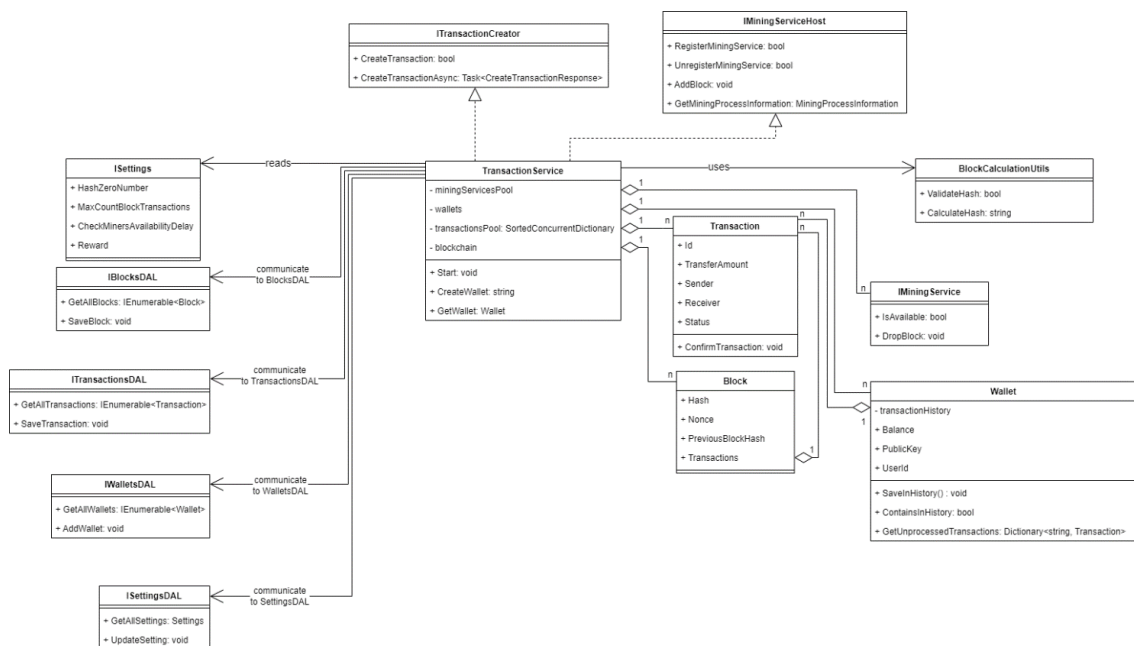 ITransactionCreator
+ CreateTransaction: bool
+ CreateTransactionAsync: Task<CreateTransactionResponse>
IMiningServiceHost
+ RegisterMiningService: bool
+ UnregisterMiningService: bool
+ AddBlock: void
+ GetMiningProcessInformation: MiningProcessInformation
ISettings
+ HashZeroNumber
+ MaxCountBlockTransactions
+ CheckMinersAvailabilityDelay
+ Reward
reads
TransactionService
- miningServicesPool
- wallets
- transactionsPool: SortedConcurrentDictionary
- blockchain
+ Start: void
+ CreateWallet: string
+ GetWallet: Wallet
1
1
1
1
uses
BlockCalculationUtils
+ ValidateHash: bool
+ CalculateHash: string
IBlocksDAL
+ GetAllBlocks: IEnumerable<Block>
+ SaveBlock: void
communicate
to BlocksDAL
n
Transaction
+ Id
+ TransferAmount
+ Sender
+ Receiver
+ Status
+ ConfirmTransaction: void
n
n
n
IMiningService
+ IsAvailable: bool
+ DropBlock: void
ITransactionsDAL
+ GetAllTransactions: IEnumerable<Transaction>
+ SaveTransaction: void
communicate
to TransactionsDAL
n
Block
+ Hash
+ Nonce
+ PreviousBlockHash
+ Transactions
1
n
1
Wallet
- transactionHistory
+ Balance
+ PublicKey
+ UserId
+ SaveInHistory() : void
+ ContainsInHistory: bool
+ GetUnprocessedTransactions: Dictionary<string, Transaction>
IWalletsDAL
+ GetAllWallets: IEnumerable<Wallet>
+ AddWallet: void
communicate
to WalletsDAL
ISettingsDAL
+ GetAllSettings: Settings
+ UpdateSetting: void
communicate
to SettingsDAL